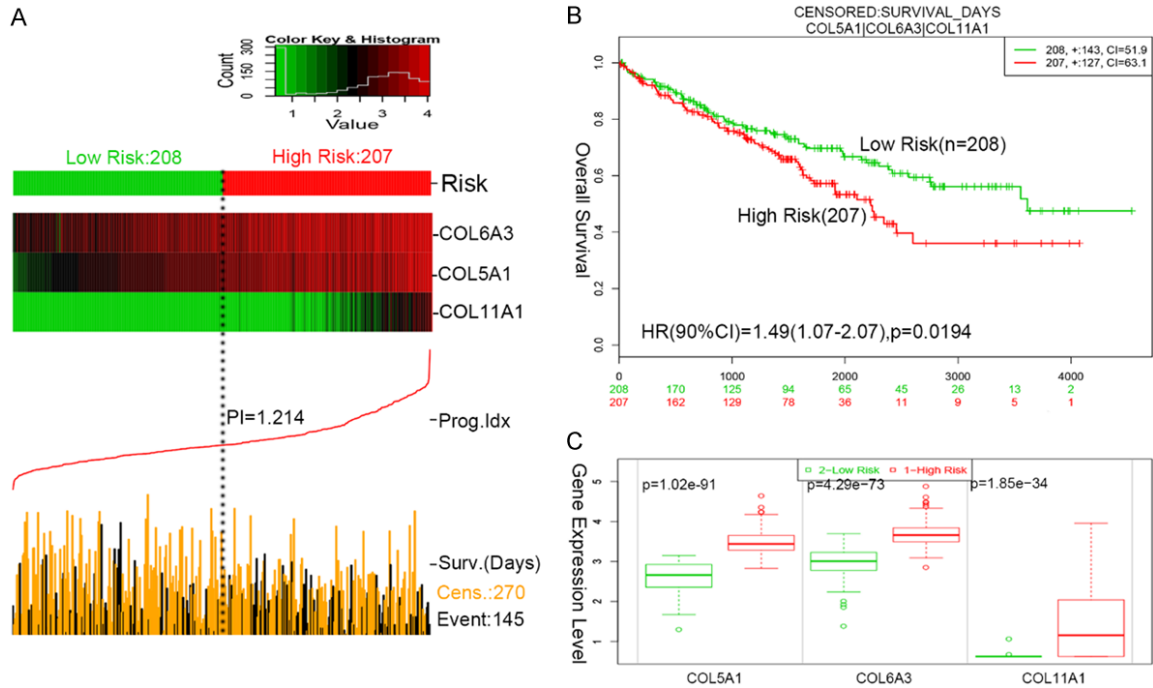 A
Color Key & Histogram
Count
0 150 300
1 2 3 4
Value
Low Risk:208 High Risk:207
Risk
COL6A3
COL5A1
COL11A1
PI=1.214
Prog.Idx
Surv.(Days)
Cens.:270
Event:145
B
CENSORED:SURVIVAL_DAYS
COL5A1|COL6A3|COL11A1
208, +:143, CI=51.9
207, +:127, CI=63.1
Overall Survival
1.0
0.8
0.6
0.4
0.2
0.0
Low Risk(n=208)
High Risk(207)
HR(90%CI)=1.49(1.07-2.07),p=0.0194
0 1000 2000 3000 4000
208 170 125 94 65 45 26 13 2
207 162 129 78 36 11 9 5 1
C
Gene Expression Level
2-Low Risk 1-High Risk
p=1.02e-91 p=4.29e-73 p=1.85e-34
5
4
3
2
1
COL5A1 COL6A3 COL11A1